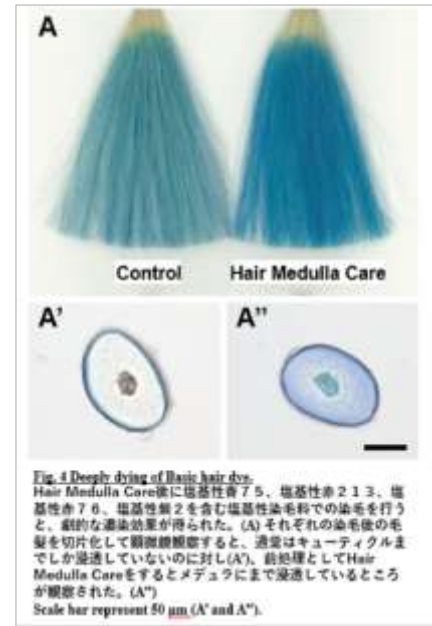 A
Control Hair Medulla Care
A' A''
Fig. 4 Deeply dying of Basic hair dye.
Hair Medulla Care後に塩基性青75、塩基性赤213、塩
基性赤76、塩基性紫2を含む塩基性染毛料での染毛を行う
と、劇的な濃染効果が得られた。(A) それぞれの染毛後の毛
髪を切片化して顕微鏡観察すると、通常はキューティクルま
でしか浸透していないのに対し(A')、前処理としてHair
Medulla Careをするとメデュラにまで浸透しているところ
が観察された。(A'')
Scale bar represent 50 μm (A' and A'').